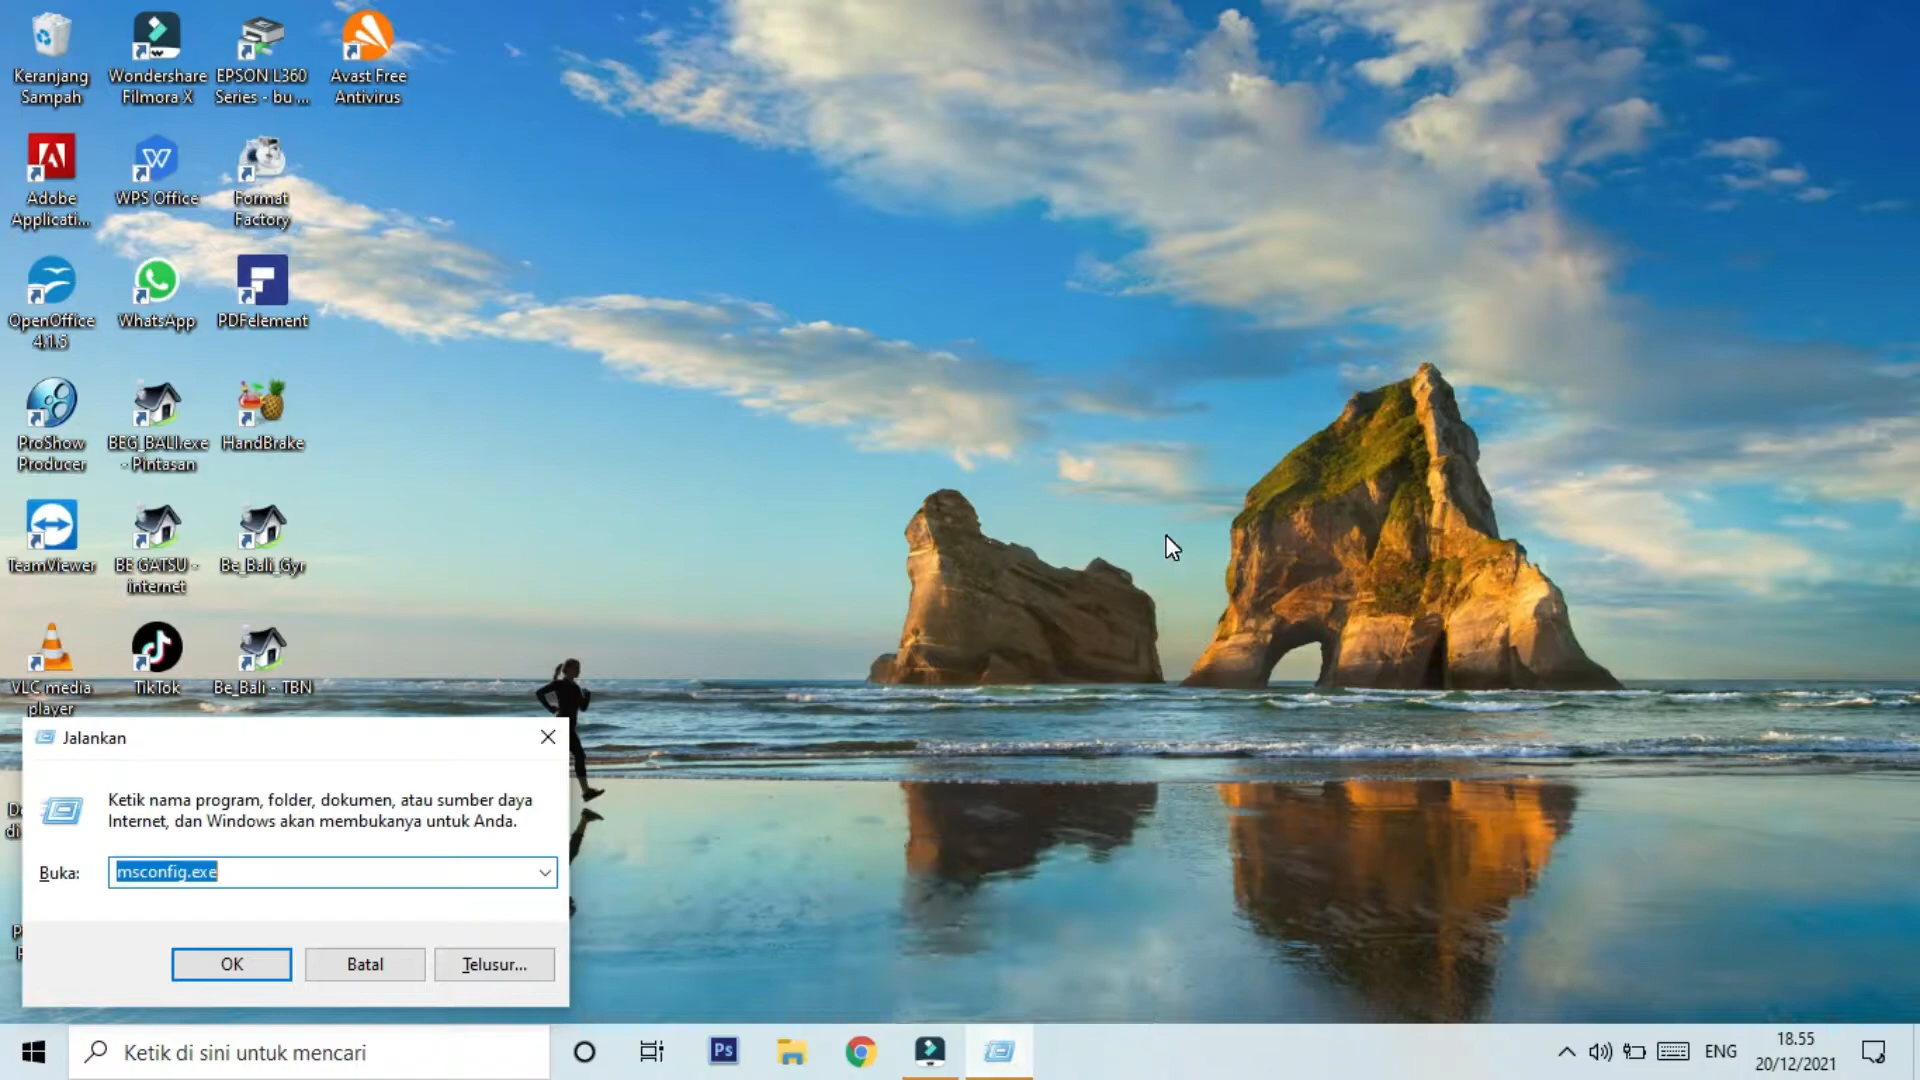 Keranjang
Sampah
Wondershare
Filmora X
EPSON L360
Series - bu ...
Avast Free
Antivirus
Adobe
Applicati...
WPS Office
Format
Factory
OpenOffice
4.1.5
WhatsApp
PDFelement
ProShow
Producer
BEG_BALI.exe
- Pintasan
HandBrake
TeamViewer
BE GATSU -
internet
Be_Bali_Gyr
VLC media
player
TikTok
Be_Bali - TBN
Jalankan
Ketik nama program, folder, dokumen, atau sumber daya
Internet, dan Windows akan membukanya untuk Anda.
Buka:
msconfig.exe
OK
Batal
Telusur...
Ketik di sini untuk mencari
Ps
ENG
18.55
20/12/2021